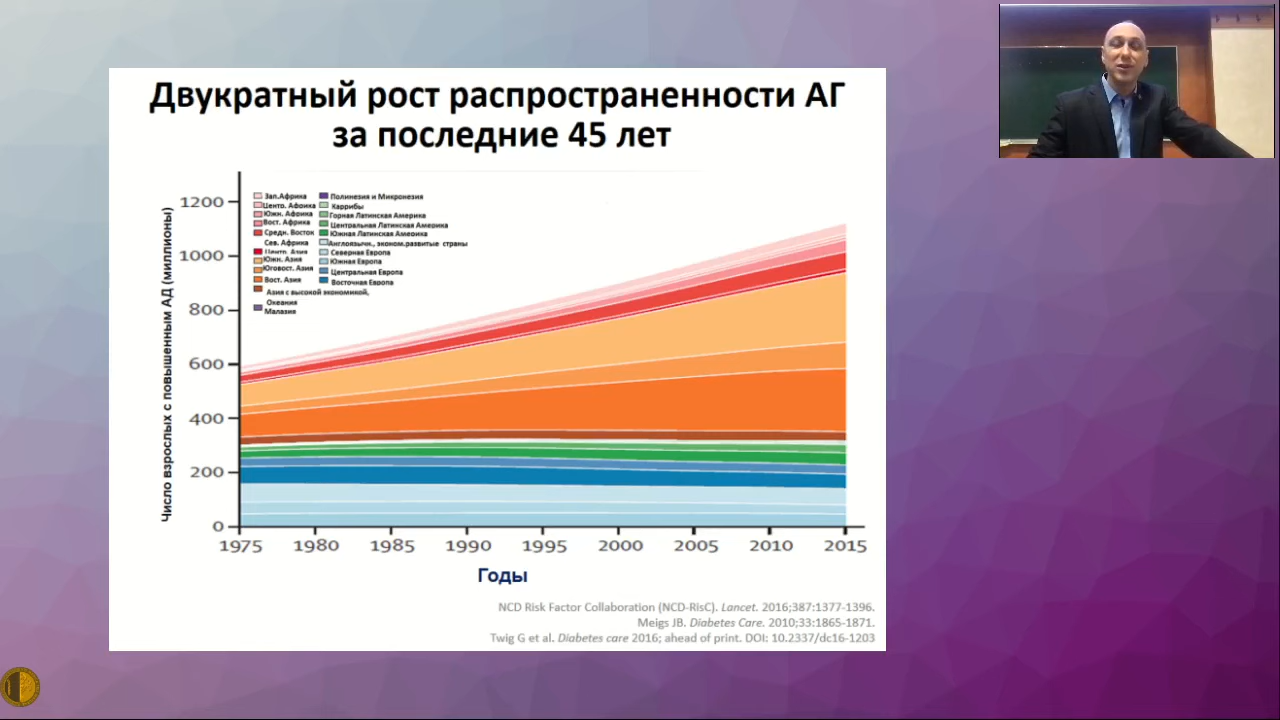 Двукратный рост распространенности АГ
за последние 45 лет
Число взрослых с повышенным АД (миллионы)
1200
1000
800
600
400
200
0
Зап.Африка
Центр. Африка
Южн. Африка
Вост. Африка
Средн. Восток
Сев. Африка
Центр. Азия
Южн. Азия
Юговост. Азия
Вост. Азия
Азия с высокой экономикой,
Океания
Малазия
Полинезия и Микронезия
Каррибы
Горная Латинская Америка
Центральная Латинская Америка
Южная Латинская Америка
Англоязычн., эконом.развитые страны
Северная Европа
Южная Европа
Центральная Европа
Восточная Европа
1975 1980 1985 1990 1995 2000 2005 2010 2015
Годы
NCD Risk Factor Collaboration (NCD-RisC). Lancet. 2016;387:1377-1396.
Meigs JB. Diabetes Care. 2010;33:1865-1871.
Twig G et al. Diabetes care 2016; ahead of print. DOI: 10.2337/dc16-1203